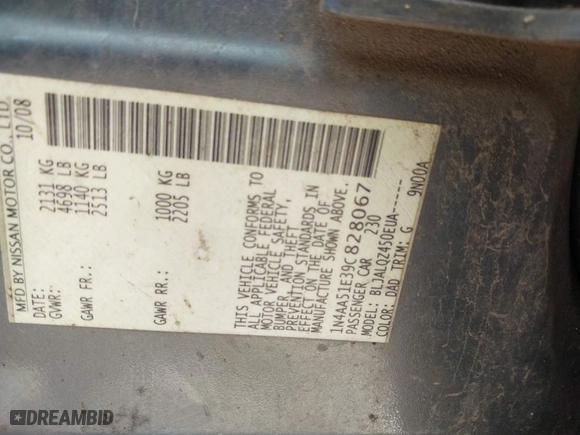 MFD BY NISSAN MOTOR CO., LTD.
DATE: 10/08
GVWR: 2131 KG
4698 LB
GAWR FR.: 1140 KG
2513 LB
GAWR RR.: 1000 KG
2205 LB
THIS VEHICLE CONFORMS TO
ALL APPLICABLE FEDERAL
MOTOR VEHICLE SAFETY,
BUMPER, AND THEFT
PREVENTION STANDARDS IN
EFFECT ON THE DATE OF
MANUFACTURE SHOWN ABOVE.
1N4AA51E39C828067
PASSENGER CAR 230
MODEL: BLJALQZ450EUA------
COLOR: DAD TRIM: G 9N00A
DREAMBID